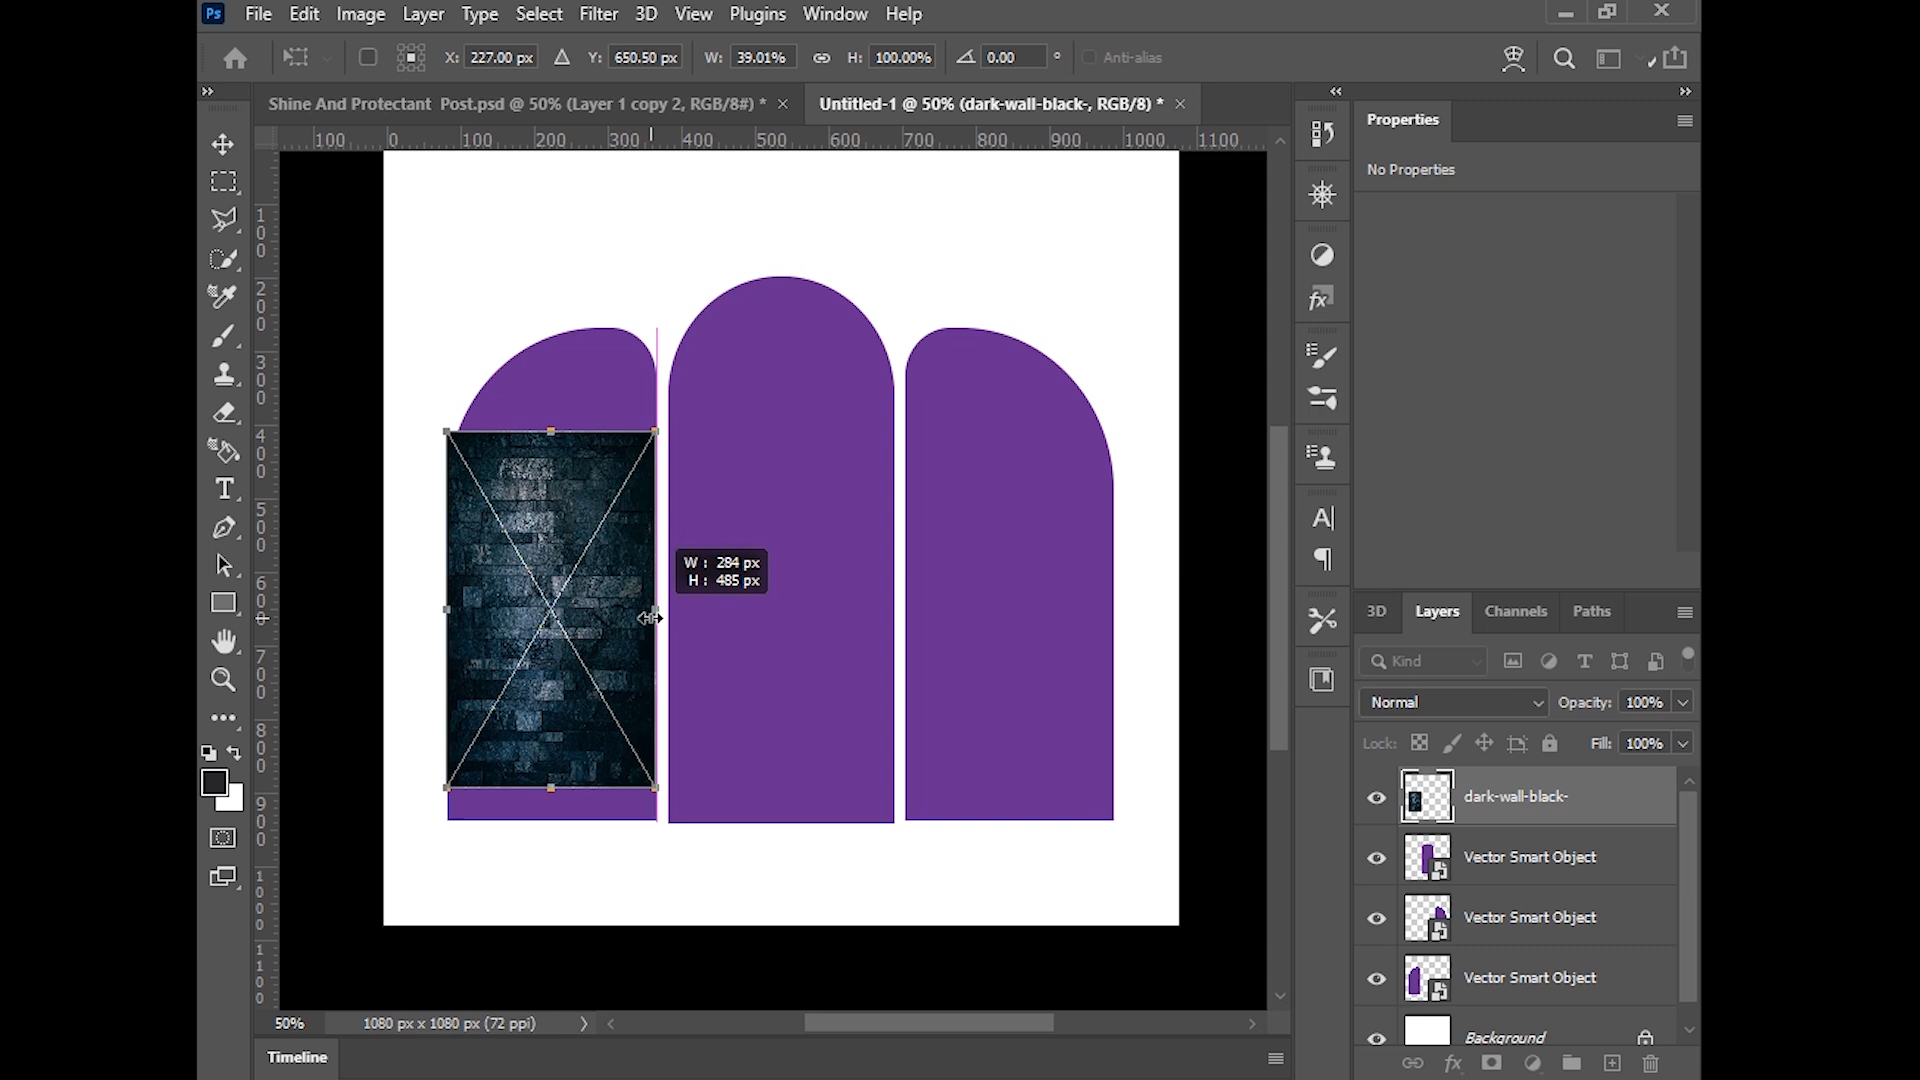 Ps File Edit Image Layer Type Select Filter 3D View Plugins Window Help
X: 227.00 px Y: 650.50 px W: 39.01% H: 100.00% 0.00 ° Anti-alias
Shine And Protectant Post.psd @ 50% (Layer 1 copy 2, RGB/8#) * × Untitled-1 @ 50% (dark-wall-black-, RGB/8) * ×
100 0 100 200 300 400 500 600 700 800 900 1000 1100
100
200
300
400
500
600
700
800
900
1000
1100
W : 284 px
H : 485 px
50% 1080 px x 1080 px (72 ppi)
Timeline
Properties
No Properties
3D Layers Channels Paths
Kind
Normal Opacity: 100%
Lock: Fill: 100%
dark-wall-black-
Vector Smart Object
Vector Smart Object
Vector Smart Object
Background